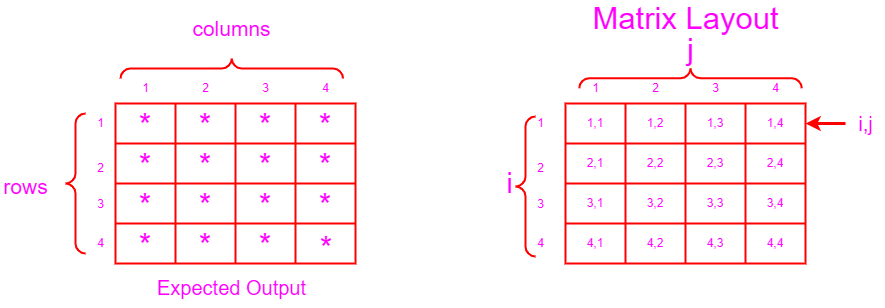 columns
1 2 3 4
rows
1 * * * *
2 * * * *
3 * * * *
4 * * * *
Expected Output
Matrix Layout
j
1 2 3 4
i
1 1,1 1,2 1,3 1,4
i,j
2 2,1 2,2 2,3 2,4
3 3,1 3,2 3,3 3,4
4 4,1 4,2 4,3 4,4